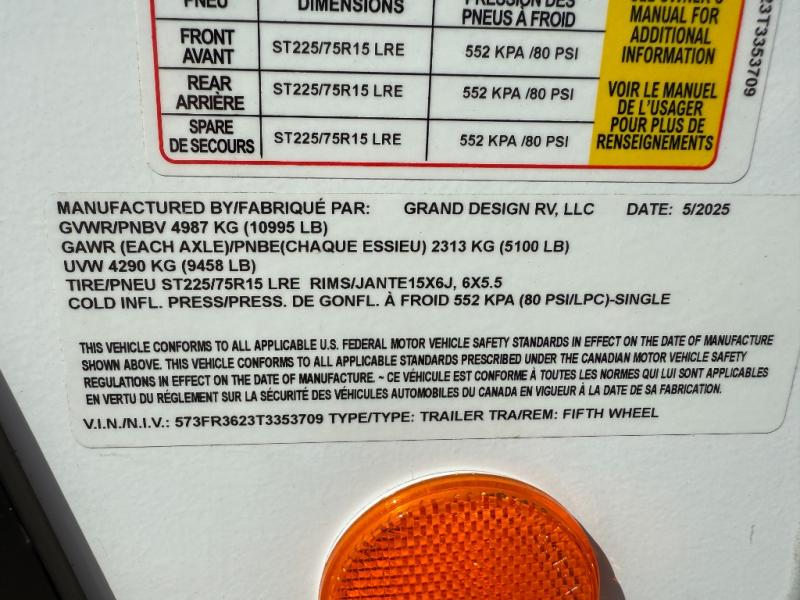 PNEU DIMENSIONS PRESSION DES
PNEUS À FROID
FRONT
AVANT
ST225/75R15 LRE 552 KPA /80 PSI
REAR
ARRIÈRE
ST225/75R15 LRE 552 KPA /80 PSI
SPARE
DE SECOURS
ST225/75R15 LRE 552 KPA /80 PSI
SEE OWNER'S
MANUAL FOR
ADDITIONAL
INFORMATION
VOIR LE MANUEL
DE L'USAGER
POUR PLUS DE
RENSEIGNEMENTS
23T3353709
MANUFACTURED BY/FABRIQUÉ PAR: GRAND DESIGN RV, LLC DATE: 5/2025
GVWR/PNBV 4987 KG (10995 LB)
GAWR (EACH AXLE)/PNBE(CHAQUE ESSIEU) 2313 KG (5100 LB)
UVW 4290 KG (9458 LB)
TIRE/PNEU ST225/75R15 LRE RIMS/JANTE15X6J, 6X5.5
COLD INFL. PRESS/PRESS. DE GONFL. À FROID 552 KPA (80 PSI/LPC)-SINGLE
THIS VEHICLE CONFORMS TO ALL APPLICABLE U.S. FEDERAL MOTOR VEHICLE SAFETY STANDARDS IN EFFECT ON THE DATE OF MANUFACTURE
SHOWN ABOVE. THIS VEHICLE CONFORMS TO ALL APPLICABLE STANDARDS PRESCRIBED UNDER THE CANADIAN MOTOR VEHICLE SAFETY
REGULATIONS IN EFFECT ON THE DATE OF MANUFACTURE. ~ CE VÉHICULE EST CONFORME À TOUTES LES NORMES QUI LUI SONT APPLICABLES
EN VERTU DU RÉGLEMENT SUR LA SÉCURITÉ DES VÉHICULES AUTOMOBILES DU CANADA EN VIGUEUR À LA DATE DE SA FABRICATION.
V.I.N./N.I.V.: 573FR3623T3353709 TYPE/TYPE: TRAILER TRA/REM: FIFTH WHEEL